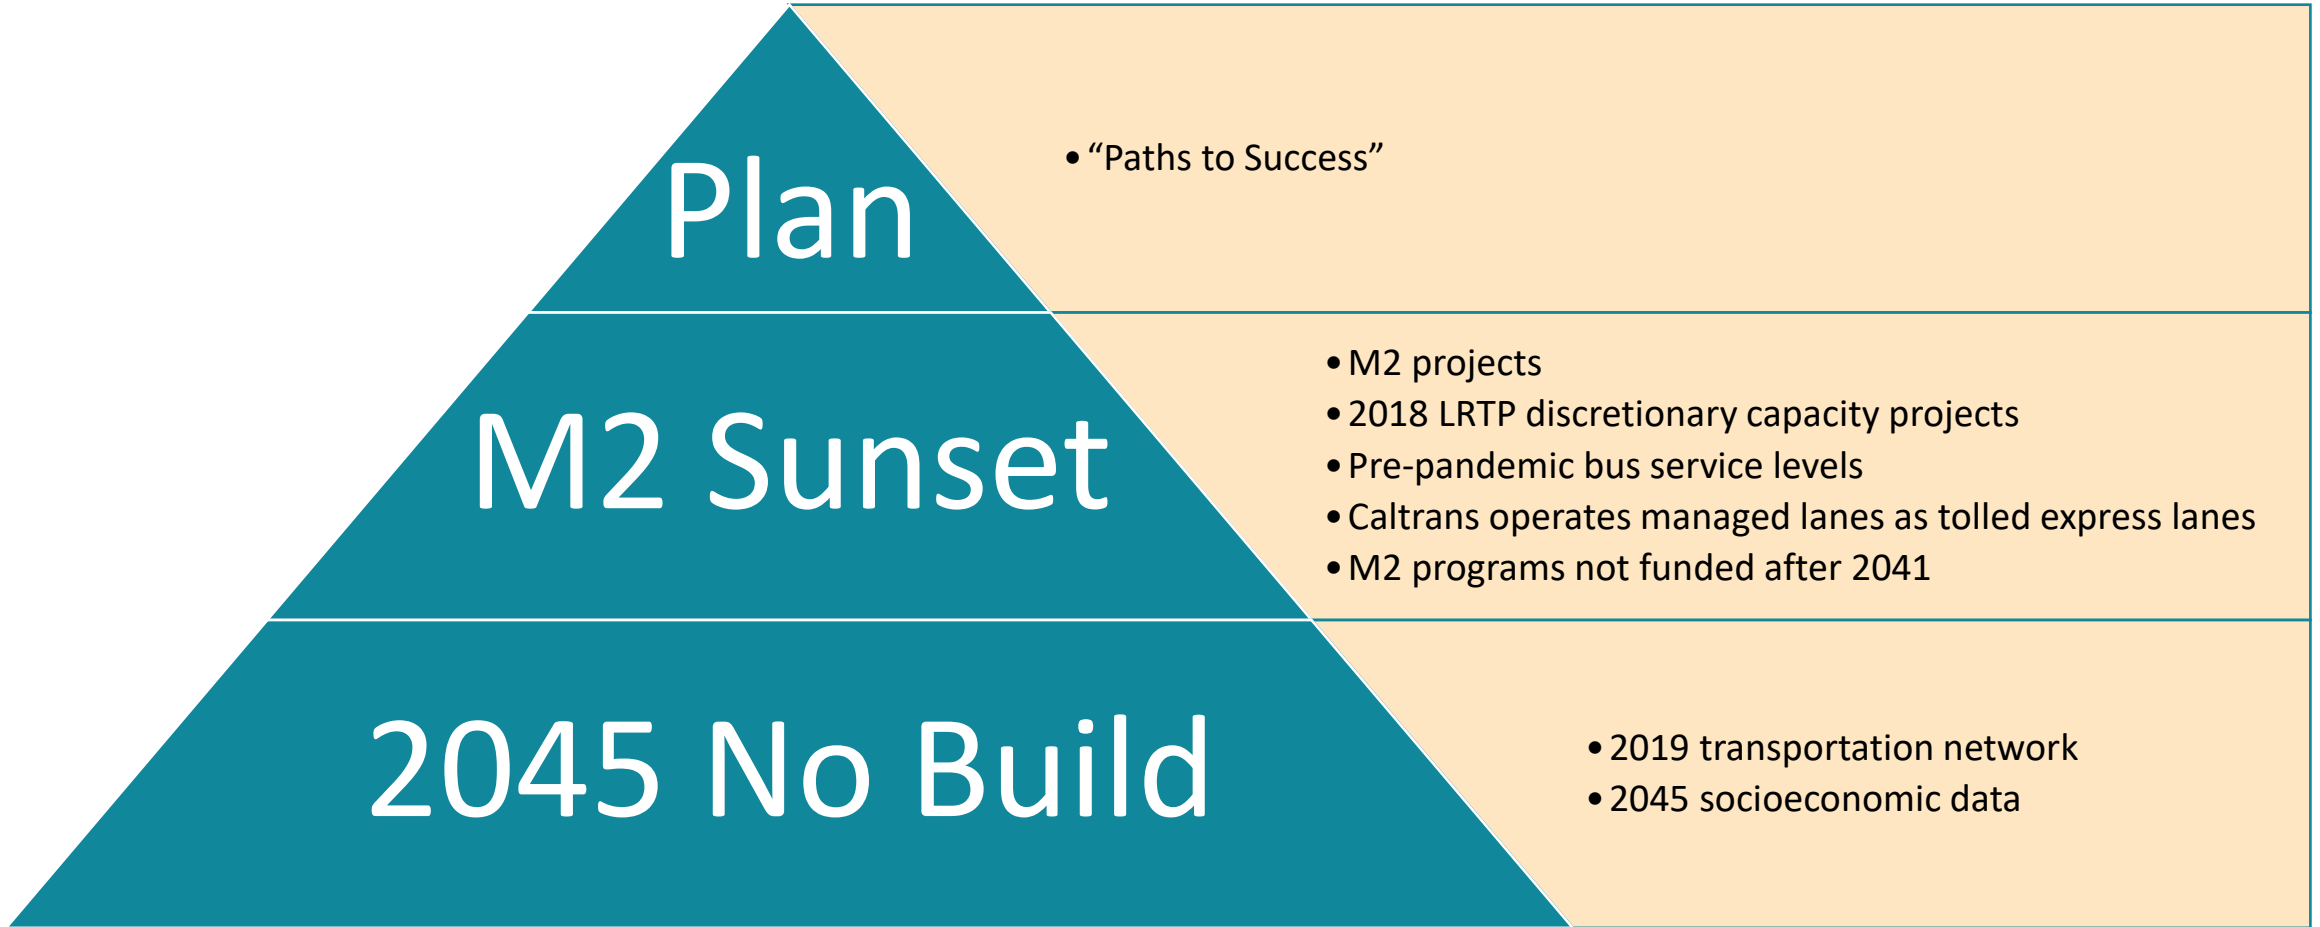 Plan
• “Paths to Success”
M2 Sunset
• M2 projects
• 2018 LRTP discretionary capacity projects
• Pre-pandemic bus service levels
• Caltrans operates managed lanes as tolled express lanes
• M2 programs not funded after 2041
2045 No Build
• 2019 transportation network
• 2045 socioeconomic data